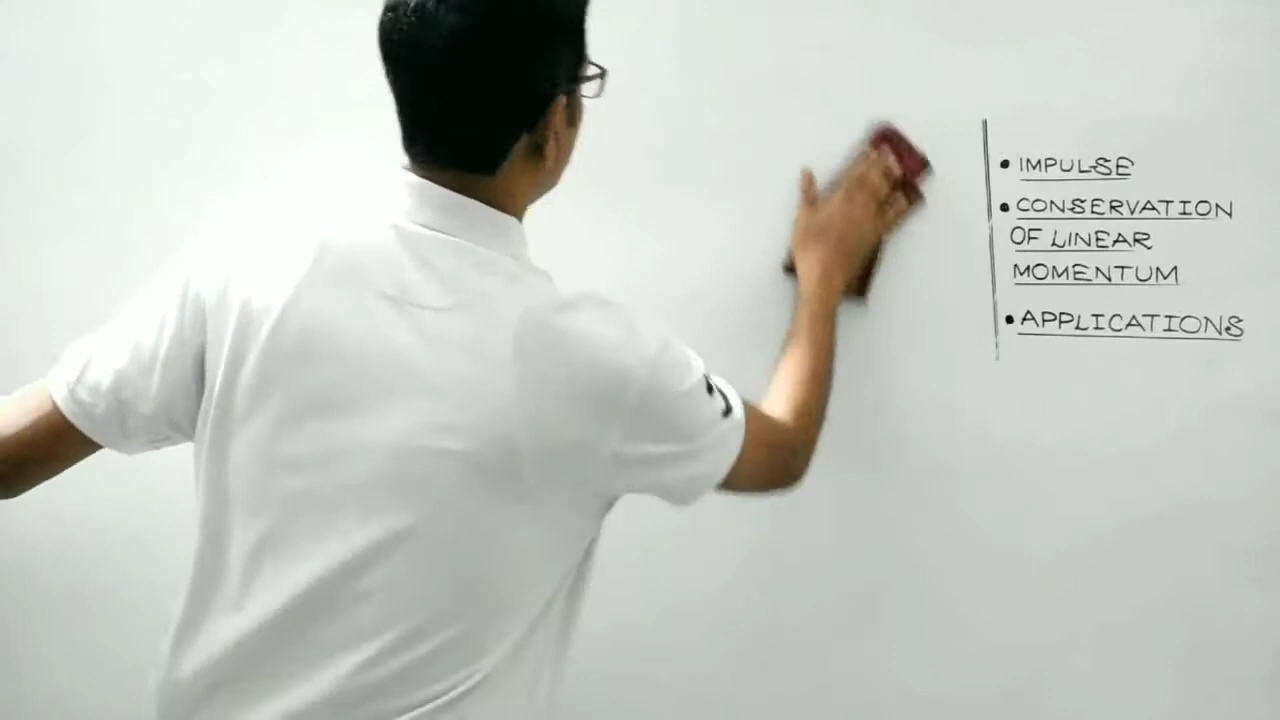 • IMPULSE
• CONSERVATION
OF LINEAR
MOMENTUM
• APPLICATIONS